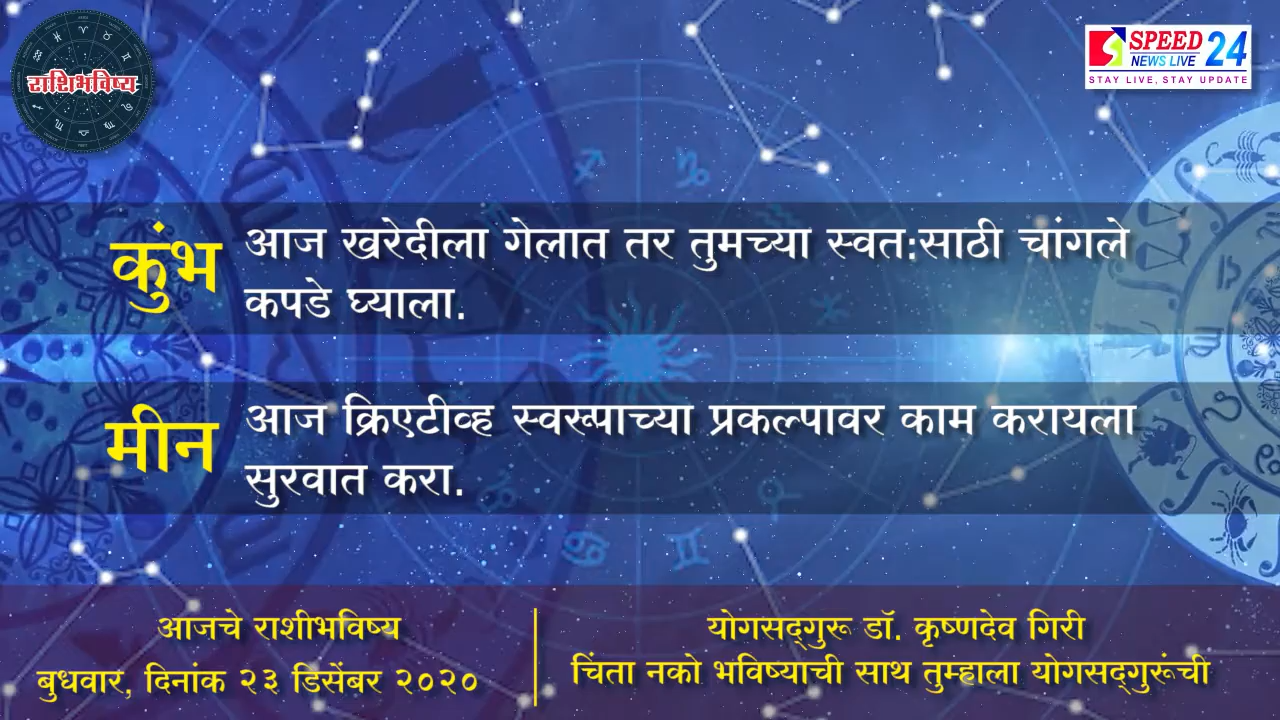 राशिभविष्य
SPEED
NEWS LIVE 24
STAY LIVE, STAY UPDATE
कुंभ
आज खरेदीला गेलात तर तुमच्या स्वत:साठी चांगले
कपडे घ्याला.
मीन
आज क्रिएटीव्ह स्वरूपाच्या प्रकल्पावर काम करायला
सुरवात करा.
आजचे राशीभविष्य
बुधवार, दिनांक २३ डिसेंबर २०२०
योगसद्‌गुरू डॉ. कृष्णदेव गिरी
चिंता नको भविष्याची साथ तुम्हाला योगसद्‌गुरूंची